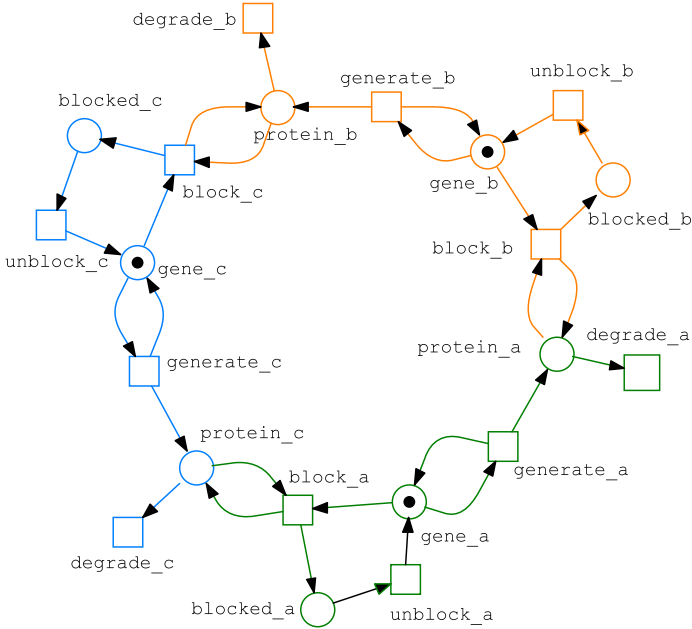 degrade_b
unblock_b
generate_b
blocked_c
protein_b
gene_b
block_c
blocked_b
block_b
unblock_c
gene_c
degrade_a
protein_a
generate_c
protein_c
generate_a
block_a
gene_a
degrade_c
blocked_a
unblock_a